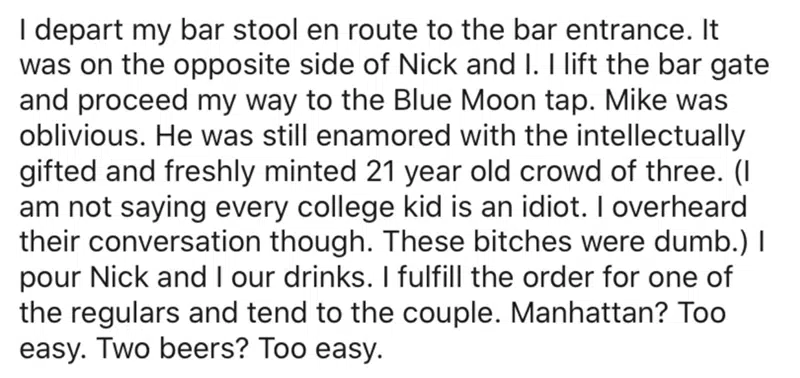 I depart my bar stool en route to the bar entrance. It
was on the opposite side of Nick and I. I lift the bar gate
and proceed my way to the Blue Moon tap. Mike was
oblivious. He was still enamored with the intellectually
gifted and freshly minted 21 year old crowd of three. (I
am not saying every college kid is an idiot. I overheard
their conversation though. These bitches were dumb.) I
pour Nick and I our drinks. I fulfill the order for one of
the regulars and tend to the couple. Manhattan? Too
easy. Two beers? Too easy.